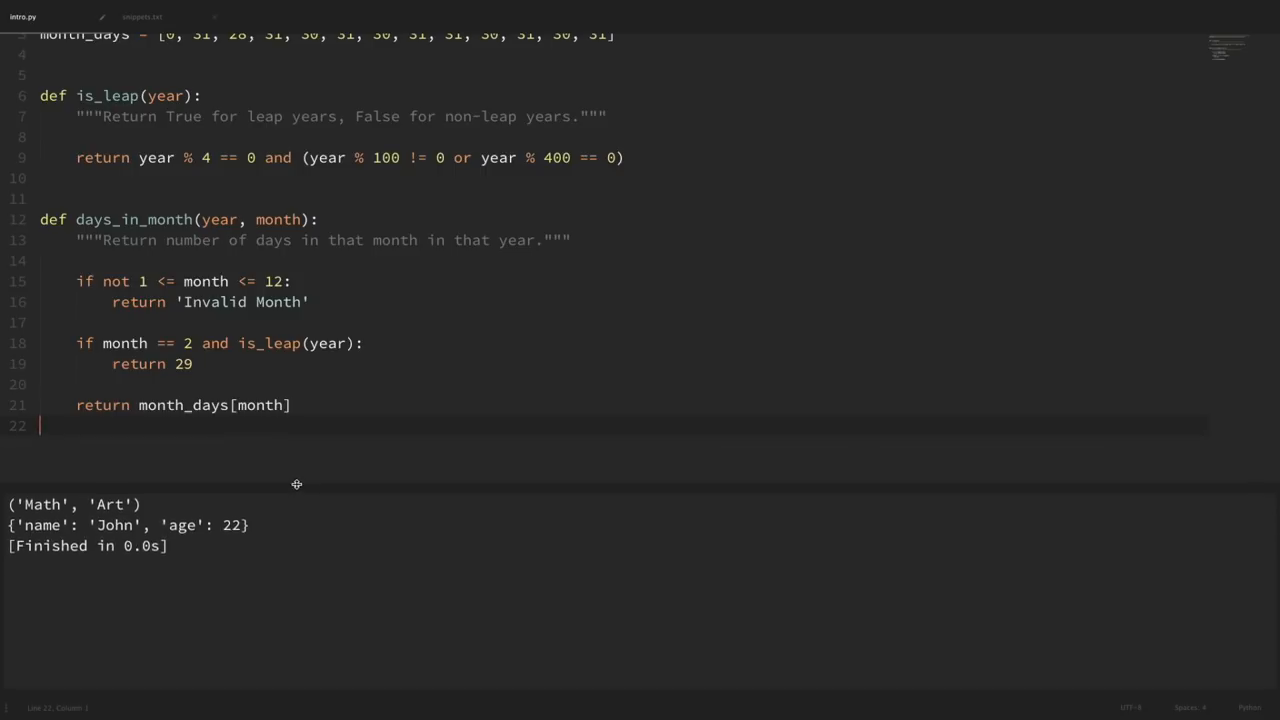 intro.py
snippets.txt
3 month_days = [0, 31, 28, 31, 30, 31, 30, 31, 31, 30, 31, 30, 31]
4
5
6 def is_leap(year):
7 """Return True for leap years, False for non-leap years."""
8
9 return year % 4 == 0 and (year % 100 != 0 or year % 400 == 0)
10
11
12 def days_in_month(year, month):
13 """Return number of days in that month in that year."""
14
15 if not 1 <= month <= 12:
16 return 'Invalid Month'
17
18 if month == 2 and is_leap(year):
19 return 29
20
21 return month_days[month]
22
('Math', 'Art')
{'name': 'John', 'age': 22}
[Finished in 0.0s]
Line 22, Column 1
UTF-8
Spaces: 4
Python